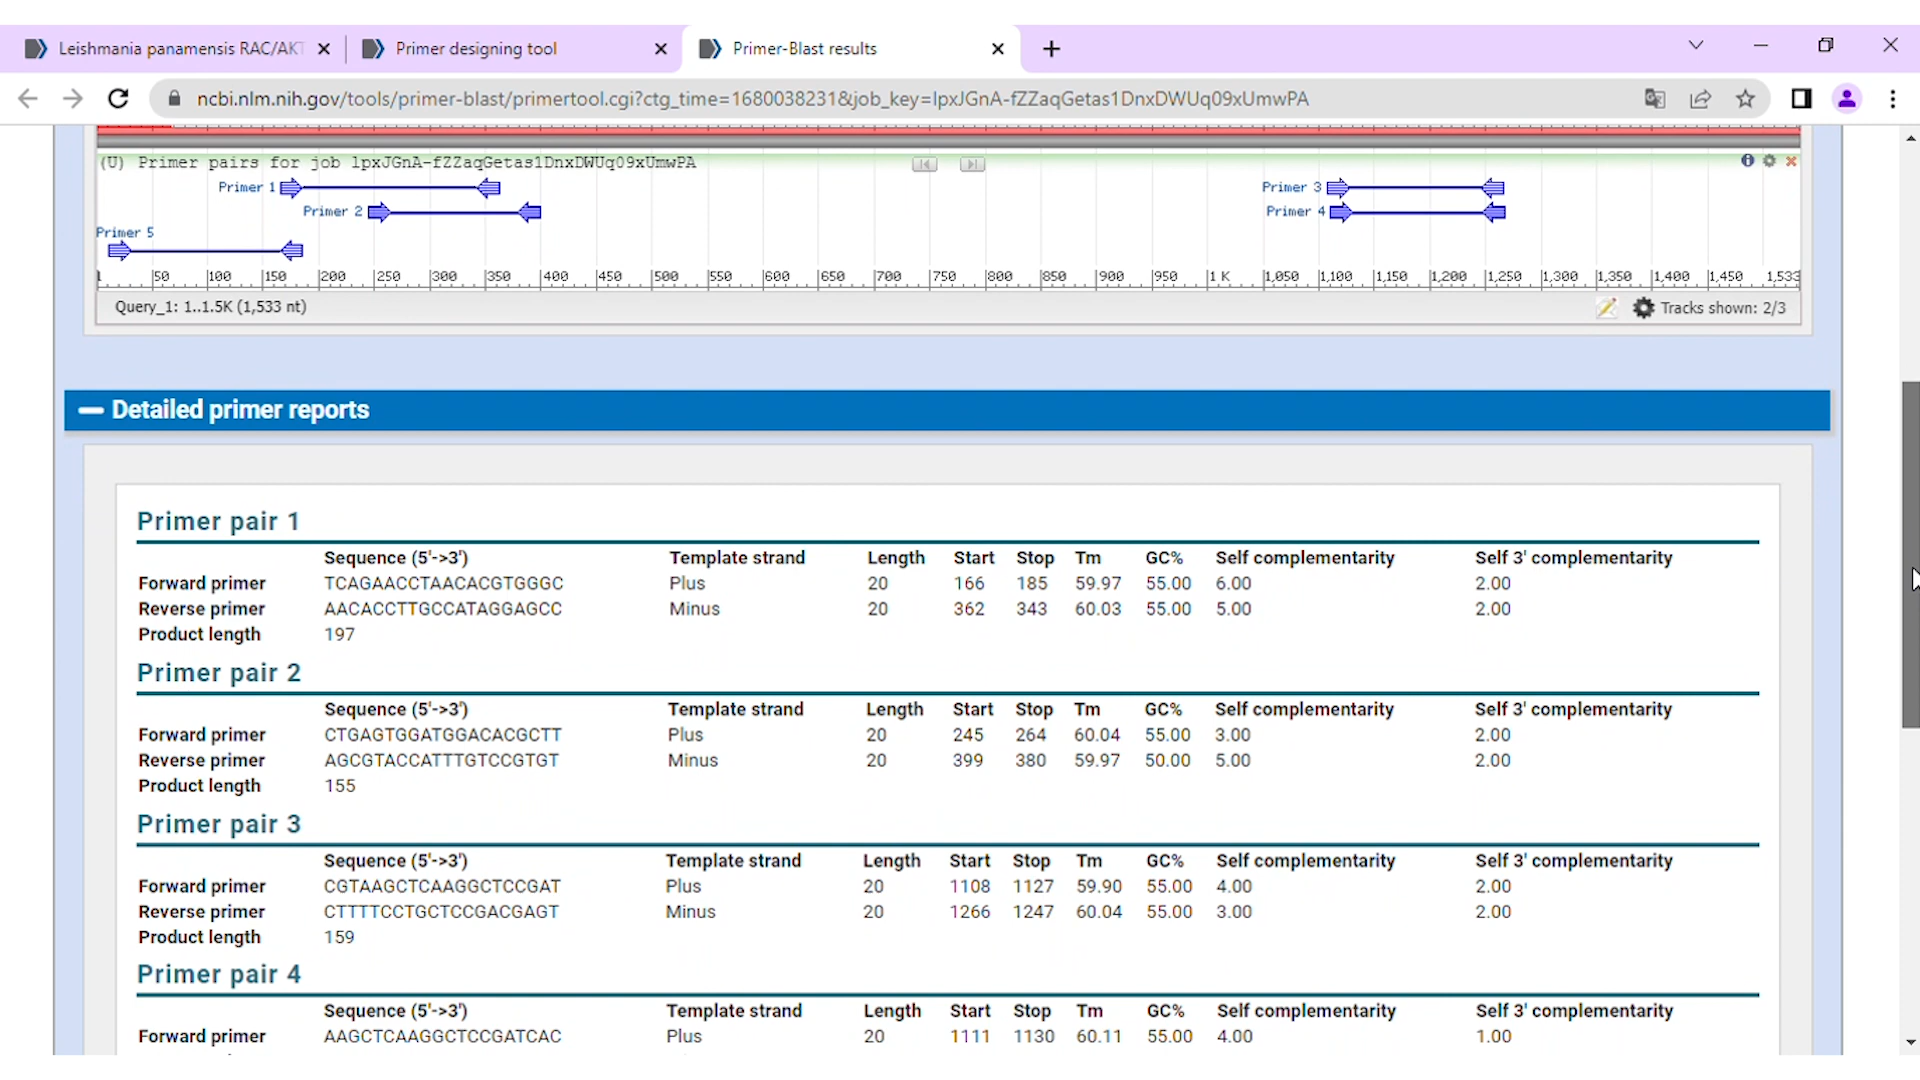 Leishmania panamensis RAC/AKT
Primer designing tool
Primer-Blast results
ncbi.nlm.nih.gov/tools/primer-blast/primertool.cgi?ctg_time=1680038231&job_key=lpxJGnA-fZZaqGetas1DnxDWUq09xUmwPA
(U) Primer pairs for job lpxJGnA-fZZaqGetas1DnxDWUq09xUmwPA
Primer 1 Primer 3
Primer 2 Primer 4
Primer 5
1 50 100 150 200 250 300 350 400 450 500 550 600 650 700 750 800 850 900 950 1 K 1,050 1,100 1,150 1,200 1,250 1,300 1,350 1,400 1,450 1,533
Query_1: 1..1.5K (1,533 nt) Tracks shown: 2/3
Detailed primer reports
Primer pair 1
Sequence (5'->3') Template strand Length Start Stop Tm GC% Self complementarity Self 3' complementarity
Forward primer TCAGAACCTAACACGTGGGC Plus 20 166 185 59.97 55.00 6.00 2.00
Reverse primer AACACCTTGCCATAGGAGCC Minus 20 362 343 60.03 55.00 5.00 2.00
Product length 197
Primer pair 2
Sequence (5'->3') Template strand Length Start Stop Tm GC% Self complementarity Self 3' complementarity
Forward primer CTGAGTGGATGGACACGCTT Plus 20 245 264 60.04 55.00 3.00 2.00
Reverse primer AGCGTACCATTTGTCCGTGT Minus 20 399 380 59.97 50.00 5.00 2.00
Product length 155
Primer pair 3
Sequence (5'->3') Template strand Length Start Stop Tm GC% Self complementarity Self 3' complementarity
Forward primer CGTAAGCTCAAGGCTCCGAT Plus 20 1108 1127 59.90 55.00 4.00 2.00
Reverse primer CTTTTCCTGCTCCGACGAGT Minus 20 1266 1247 60.04 55.00 3.00 2.00
Product length 159
Primer pair 4
Sequence (5'->3') Template strand Length Start Stop Tm GC% Self complementarity Self 3' complementarity
Forward primer AAGCTCAAGGCTCCGATCAC Plus 20 1111 1130 60.11 55.00 4.00 1.00